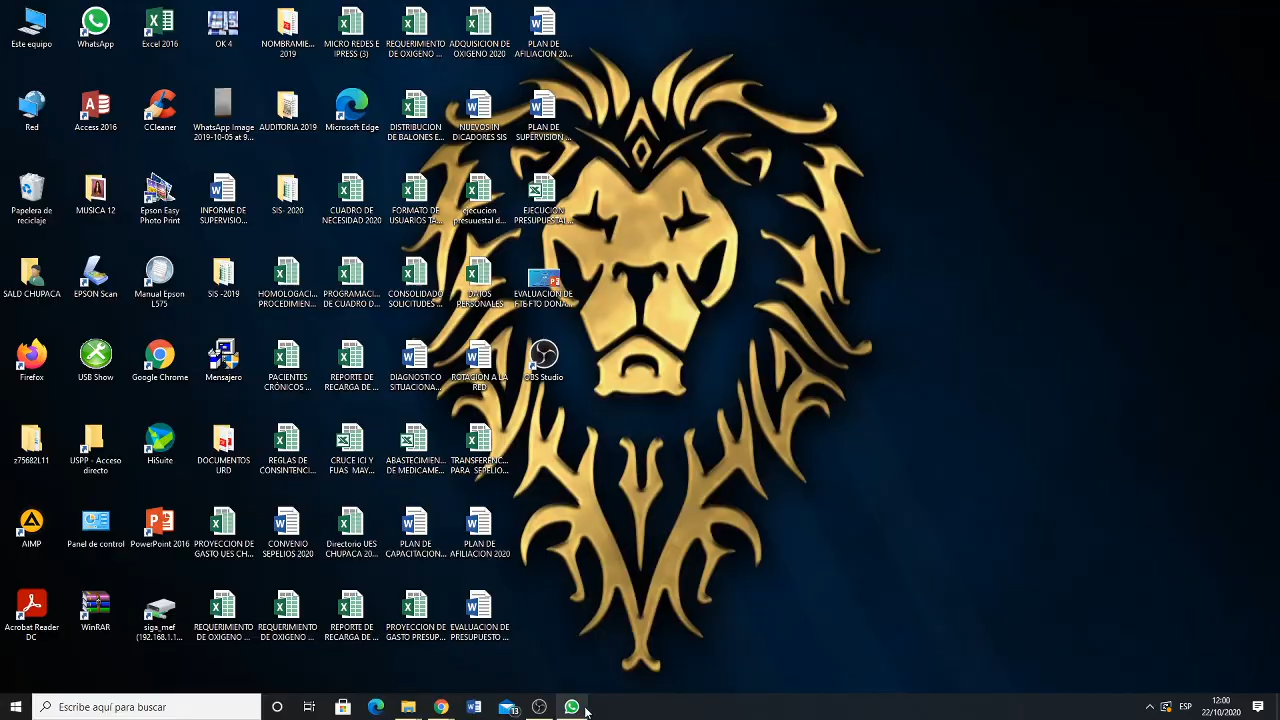 Este equipo
WhatsApp
Excel 2016
OK 4
NOMBRAMIE...
2019
MICRO REDES E
IPRESS (3)
REQUERIMIENTO
DE OXIGENO ...
ADQUISICION DE
OXIGENO 2020
PLAN DE
AFILIACION 20...
Red
Access 2016
CCleaner
WhatsApp Image
2019-10-05 at 9...
AUDITORIA 2019
Microsoft Edge
DISTRIBUCION
DE BALONES E...
NUEVOS IN
DICADORES SIS
PLAN DE
SUPERVISION ...
Papelera de
reciclaje
MUSICA 12
Epson Easy
Photo Print
INFORME DE
SUPERVISIO...
SIS- 2020
CUADRO DE
NECESIDAD 2020
FORMATO DE
USUARIOS TA...
ejecucion
presuuestal d...
EJECUCION
PRESUPUESTAL...
SALD CHUPACA
EPSON Scan
Manual Epson
L575
SIS -2019
HOMOLOGACI...
PROCEDIMIEN...
PROGRAMACI...
DE CUADRO D...
CONSOLIDADO
SOLICITUDES ...
DATOS
PERSONALES
EVALUACION DE
FTE FTO DONA...
Firefox
USB Show
Google Chrome
Mensajero
PACIENTES
CRÓNICOS ...
REPORTE DE
RECARGA DE ...
DIAGNOSTICO
SITUACIONA...
ROTACION A LA
RED
OBS Studio
z75682L11
USPP - Acceso
directo
HiSuite
DOCUMENTOS
URD
REGLAS DE
CONSINTENCI...
CRUCE ICI Y
FUAS MAY...
ABASTECIMIEN...
DE MEDICAME...
TRANSFERENC...
PARA SEPELIO...
AIMP
Panel de control
PowerPoint 2016
PROYECCION DE
GASTO UES CH...
CONVENIO
SEPELIOS 2020
Directorio UES
CHUPACA 20...
PLAN DE
CAPACITACION...
PLAN DE
AFILIACION 2020
Acrobat Reader
DC
WinRAR
siga_mef
(192.168.1.1...
REQUERIMIENTO
DE OXIGENO ...
REQUERIMIENTO
DE OXIGENO ...
REPORTE DE
RECARGA DE ...
PROYECCION DE
GASTO PRESUP...
EVALUACION DE
PRESUPUESTO ...
Escribe aquí para buscar
13
ESP
12:00
22/10/2020